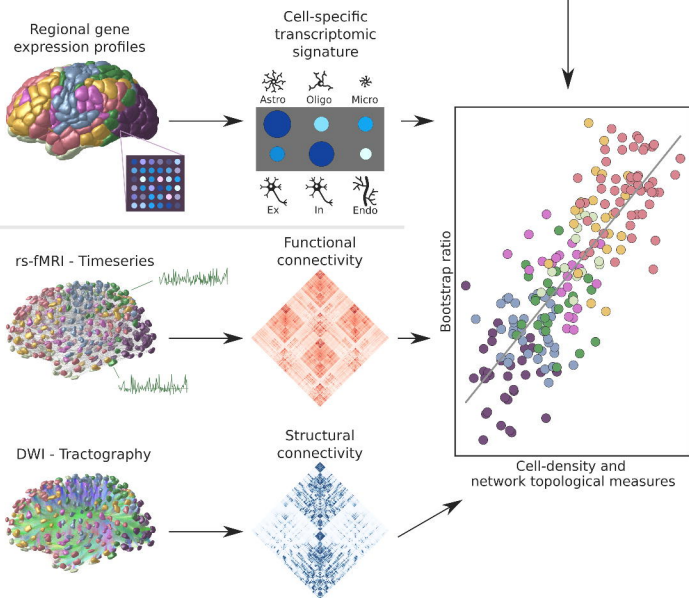 Regional gene
expression profiles
Cell-specific
transcriptomic
signature
Astro Oligo Micro
Ex In Endo
rs-fMRI - Timeseries
Functional
connectivity
DWI - Tractography
Structural
connectivity
Bootstrap ratio
Cell-density and
network topological measures